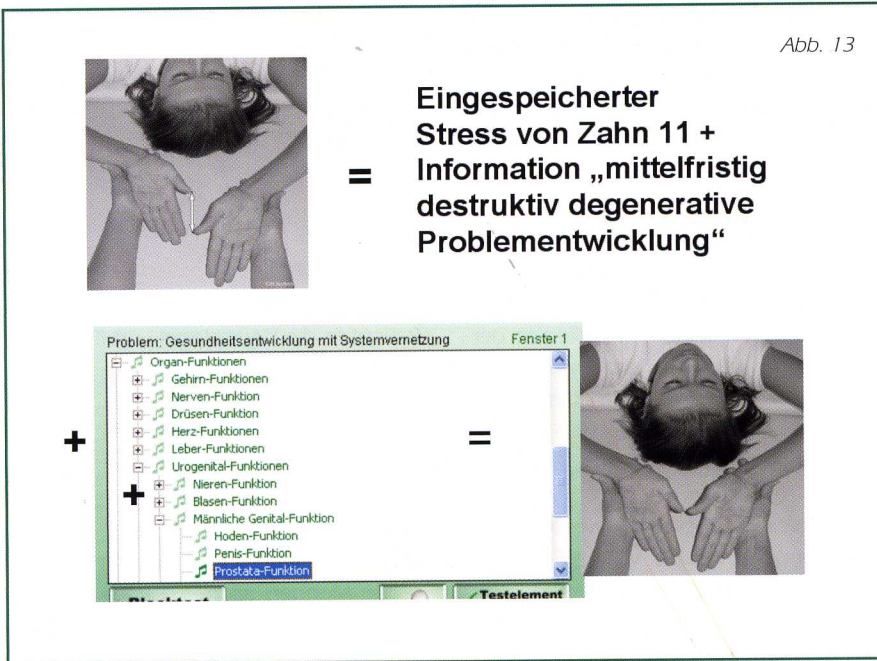 Abb. 13
Eingespeicherter
Stress von Zahn 11 +
= Information „mittelfristig
destruktiv degenerative
Problementwicklung“
Problem: Gesundheitsentwicklung mit Systemvernetzung Fenster 1
Organ-Funktionen
Gehirn-Funktionen
Nerven-Funktion
Drüsen-Funktion
Herz-Funktionen
Leber-Funktionen
+ =
Urogenital-Funktionen
+ Nieren-Funktion
Blasen-Funktion
Männliche Genital-Funktion
Hoden-Funktion
Penis-Funktion
Prostata-Funktion
Testelement